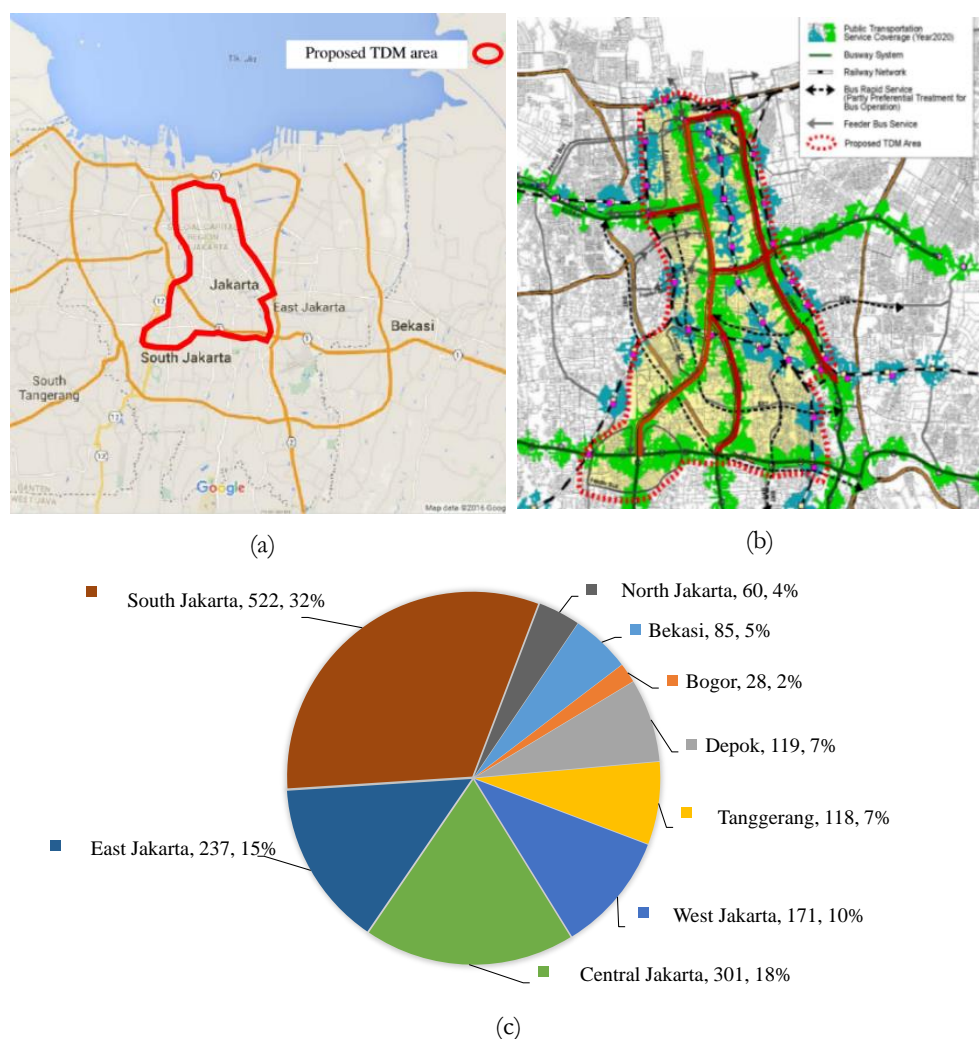 Proposed TDM area
JAKARTA
Jakarta
East Jakarta
Bekasi
South Jakarta
South
Tangerang
Google
Map data ©2016 Goog
(a)
Public Transportation
Service Coverage (Year2020)
Busway System
Railway Network
Bus Rapid Service
(Partly Preferential Treatment for
Bus Operation)
Feeder Bus Service
Proposed TDM Area
(b)
South Jakarta, 522, 32%
North Jakarta, 60, 4%
Bekasi, 85, 5%
Bogor, 28, 2%
Depok, 119, 7%
Tanggerang, 118, 7%
East Jakarta, 237, 15%
West Jakarta, 171, 10%
Central Jakarta, 301, 18%
(c)